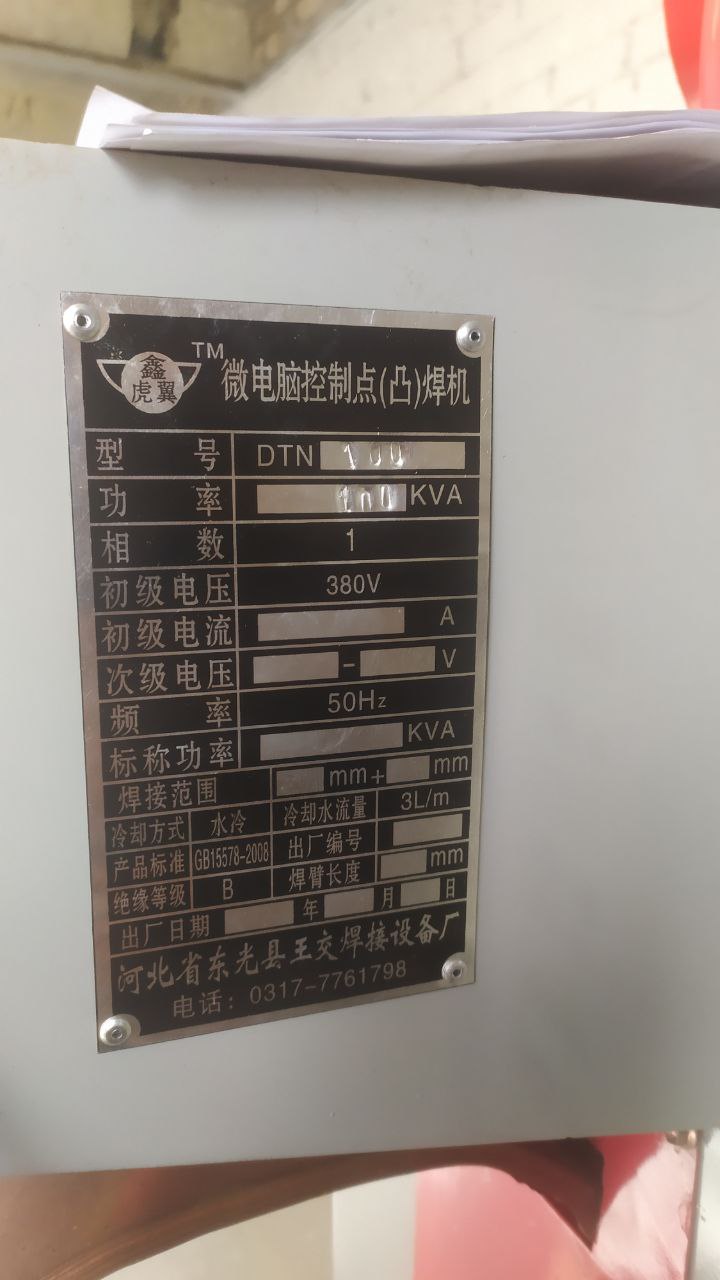 鑫
虎翼
TM
微电脑控制点(凸)焊机
型号 DTN 100
功率 100 KVA
相数 1
初级电压 380V
初级电流 A
次级电压 - V
频率 50Hz
标称功率 KVA
焊接范围 mm+ mm
冷却方式 水冷 冷却水流量 3L/m
产品标准 GB15578-2008 出厂编号
绝缘等级 B 焊臂长度 mm
出厂日期 年 月 日
河北省东光县王交焊接设备厂
电话：0317-7761798